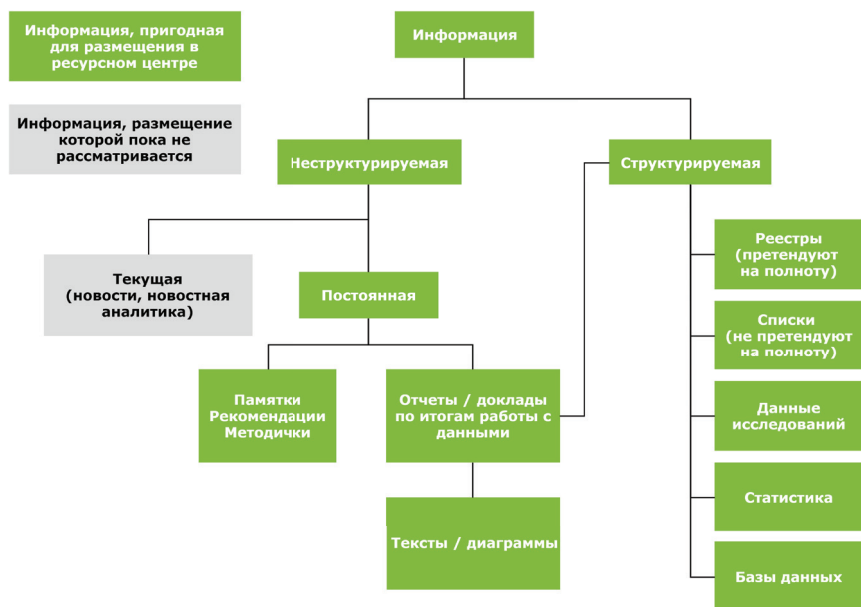 Информация, пригодная
для размещения в
ресурсном центре
Информация
Информация, размещение
которой пока не
рассматривается
Неструктурируемая
Структурируемая
Текущая
(новости, новостная
аналитика)
Постоянная
Реестры
(претендуют
на полноту)
Списки
(не претендуют
на полноту)
Памятки
Рекомендации
Методички
Отчеты / доклады
по итогам работы с
данными
Данные
исследований
Статистика
Тексты / диаграммы
Базы данных